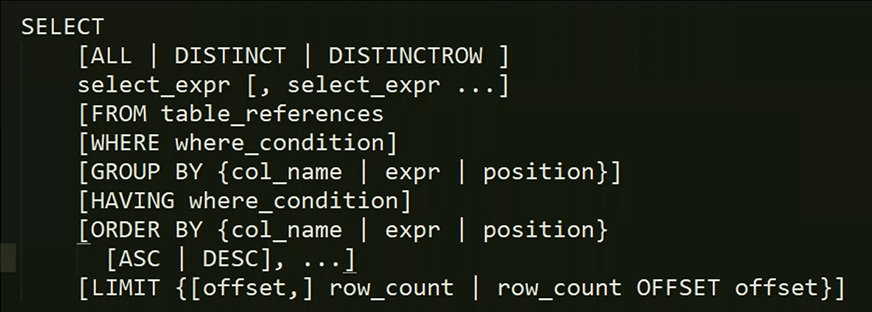 SELECT
[ALL | DISTINCT | DISTINCTROW ]
select_expr [, select_expr ...]
[FROM table_references
[WHERE where_condition]
[GROUP BY {col_name | expr | position}]
[HAVING where_condition]
[ORDER BY {col_name | expr | position}
[ASC | DESC], ...]
[LIMIT {[offset,] row_count | row_count OFFSET offset}]